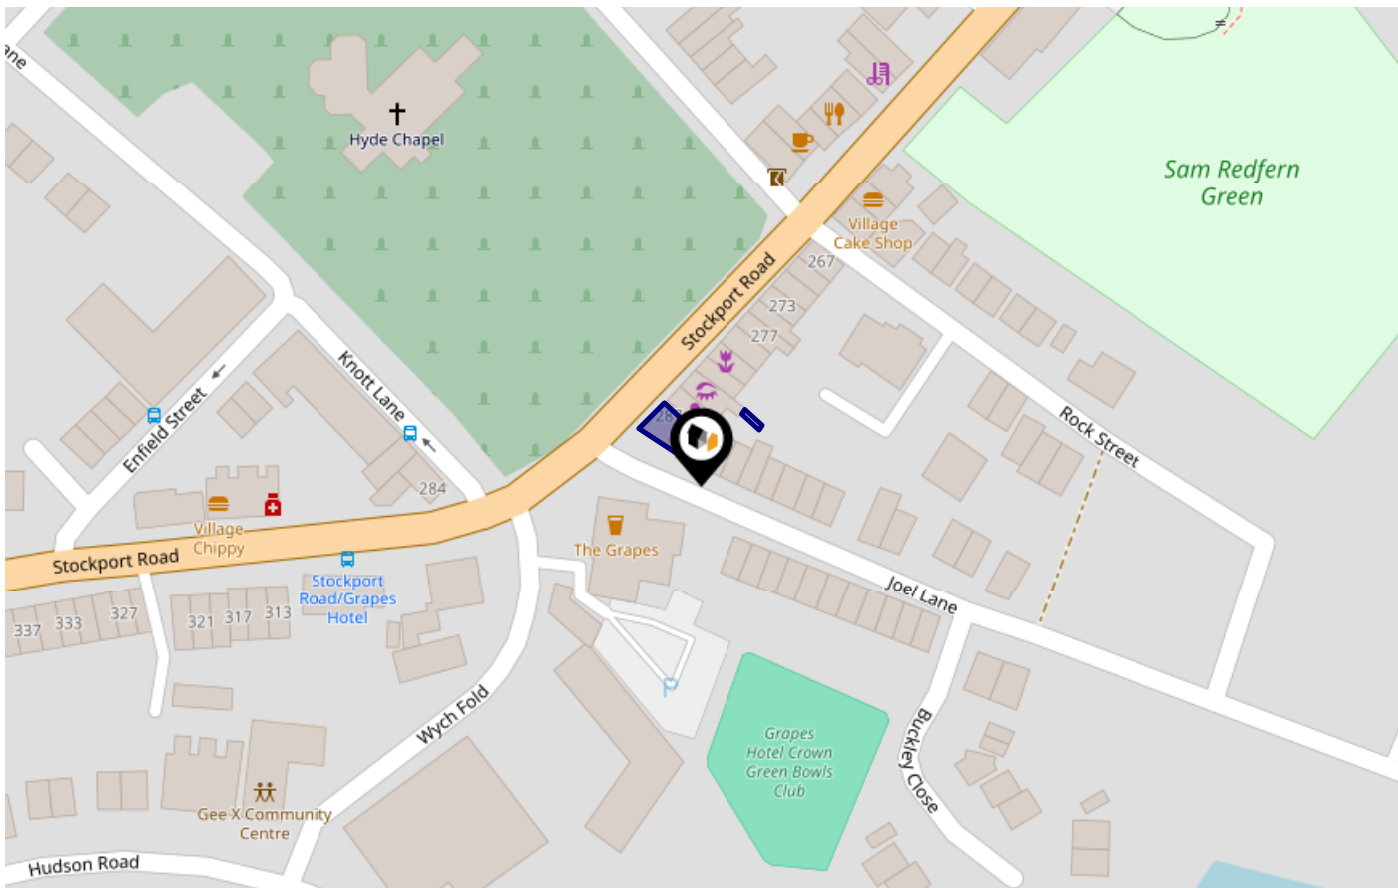 ane
Hyde Chapel
Sam Redfern
Green
Village
Cake Shop
267
Stockport Road
273
277
Knott Lane
Enfield Street
Rock Street
284
Village
Chippy
The Grapes
Stockport Road
Stockport
Road/Grapes
Hotel
Joel Lane
337
333
327
321
317
313
Wych Fold
Buckley Close
Grapes
Hotel Crown
Green Bowls
Club
Gee X Community
Centre
Hudson Road
P